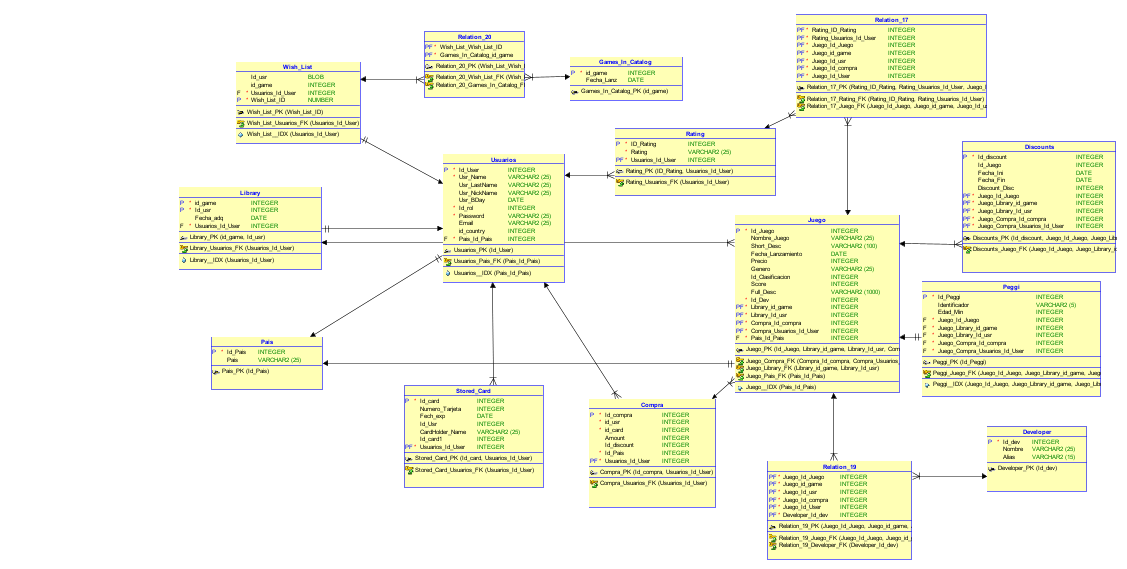 Relation_20
PF * Wish_List_Wish_List_ID
PF * Games_In_Catalog_id_game
Relation_20_PK (Wish_List_Wish_
Relation_20_Wish_List_FK (Wish_
Relation_20_Games_In_Catalog_F
Relation_17
PF * Rating_ID_Rating INTEGER
PF * Rating_Usuarios_Id_User INTEGER
PF * Juego_Id_Juego INTEGER
PF * Juego_id_game INTEGER
PF * Juego_Id_usr INTEGER
PF * Juego_Id_compra INTEGER
PF * Juego_Id_User INTEGER
Relation_17_PK (Rating_ID_Rating, Rating_Usuarios_Id_User, Juego_I
Relation_17_Rating_FK (Rating_ID_Rating, Rating_Usuarios_Id_User)
Relation_17_Juego_FK (Juego_Id_Juego, Juego_id_game, Juego_Id_u
Wish_List
Id_usr BLOB
id_game INTEGER
F * Usuarios_Id_User INTEGER
P * Wish_List_ID NUMBER
Wish_List_PK (Wish_List_ID)
Wish_List_Usuarios_FK (Usuarios_Id_User)
Wish_List__IDX (Usuarios_Id_User)
Games_In_Catalog
P * id_game INTEGER
Fecha_Lanz DATE
Games_In_Catalog_PK (id_game)
Rating
P * ID_Rating INTEGER
* Rating VARCHAR2 (25)
PF * Usuarios_Id_User INTEGER
Rating_PK (ID_Rating, Usuarios_Id_User)
Rating_Usuarios_FK (Usuarios_Id_User)
Discounts
P * Id_discount INTEGER
Id_Juego INTEGER
Fecha_Ini DATE
Fecha_Fin DATE
Discount_Disc INTEGER
PF * Juego_Id_Juego INTEGER
PF * Juego_Library_id_game INTEGER
PF * Juego_Library_Id_usr INTEGER
PF * Juego_Compra_Id_compra INTEGER
PF * Juego_Compra_Usuarios_Id_User INTEGER
Discounts_PK (Id_discount, Juego_Id_Juego, Juego_Lib
Discounts_Juego_FK (Juego_Id_Juego, Juego_Library_i
Usuarios
P * Id_User INTEGER
* Usr_Name VARCHAR2 (25)
Usr_LastName VARCHAR2 (25)
Usr_NickName VARCHAR2 (25)
Usr_BDay DATE
* Id_rol INTEGER
* Password VARCHAR2 (25)
Email VARCHAR2 (25)
id_country INTEGER
F * Pais_Id_Pais INTEGER
Usuarios_PK (Id_User)
Usuarios_Pais_FK (Pais_Id_Pais)
Usuarios__IDX (Pais_Id_Pais)
Library
P * id_game INTEGER
P * Id_usr INTEGER
Fecha_adq DATE
F * Usuarios_Id_User INTEGER
Library_PK (id_game, Id_usr)
Library_Usuarios_FK (Usuarios_Id_User)
Library__IDX (Usuarios_Id_User)
Juego
P * Id_Juego INTEGER
Nombre_Juego VARCHAR2 (25)
Short_Desc VARCHAR2 (100)
Fecha_Lanzamiento DATE
Precio INTEGER
Genero VARCHAR2 (25)
Id_Clasificacion INTEGER
Score INTEGER
Full_Desc VARCHAR2 (1000)
* Id_Dev INTEGER
PF * Library_id_game INTEGER
PF * Library_Id_usr INTEGER
PF * Compra_Id_compra INTEGER
PF * Compra_Usuarios_Id_User INTEGER
F * Pais_Id_Pais INTEGER
Juego_PK (Id_Juego, Library_id_game, Library_Id_usr, Com
Juego_Compra_FK (Compra_Id_compra, Compra_Usuarios_
Juego_Library_FK (Library_id_game, Library_Id_usr)
Juego_Pais_FK (Pais_Id_Pais)
Juego__IDX (Pais_Id_Pais)
Peggi
P * Id_Peggi INTEGER
Identificador VARCHAR2 (5)
Edad_Min INTEGER
F * Juego_Id_Juego INTEGER
F * Juego_Library_id_game INTEGER
F * Juego_Library_Id_usr INTEGER
F * Juego_Compra_Id_compra INTEGER
F * Juego_Compra_Usuarios_Id_User INTEGER
Peggi_PK (Id_Peggi)
Peggi_Juego_FK (Juego_Id_Juego, Juego_Library_id_game, Jueg
Peggi__IDX (Juego_Id_Juego, Juego_Library_id_game, Juego_Lib
Pais
P * Id_Pais INTEGER
Pais VARCHAR2 (25)
Pais_PK (Id_Pais)
Stored_Card
P * Id_card INTEGER
Numero_Tarjeta INTEGER
Fech_exp DATE
Id_Usr INTEGER
CardHolder_Name VARCHAR2 (25)
Id_card1 INTEGER
PF * Usuarios_Id_User INTEGER
Stored_Card_PK (Id_card, Usuarios_Id_User)
Stored_Card_Usuarios_FK (Usuarios_Id_User)
Compra
P * Id_compra INTEGER
* id_usr INTEGER
* id_card INTEGER
Amount INTEGER
Id_discount INTEGER
* Id_Pais INTEGER
PF * Usuarios_Id_User INTEGER
Compra_PK (Id_compra, Usuarios_Id_User)
Compra_Usuarios_FK (Usuarios_Id_User)
Developer
P * Id_dev INTEGER
Nombre VARCHAR2 (25)
Alias VARCHAR2 (15)
Developer_PK (Id_dev)
Relation_19
PF * Juego_Id_Juego INTEGER
PF * Juego_id_game INTEGER
PF * Juego_Id_usr INTEGER
PF * Juego_Id_compra INTEGER
PF * Juego_Id_User INTEGER
PF * Developer_Id_dev INTEGER
Relation_19_PK (Juego_Id_Juego, Juego_id_game,
Relation_19_Juego_FK (Juego_Id_Juego, Juego_id_
Relation_19_Developer_FK (Developer_Id_dev)